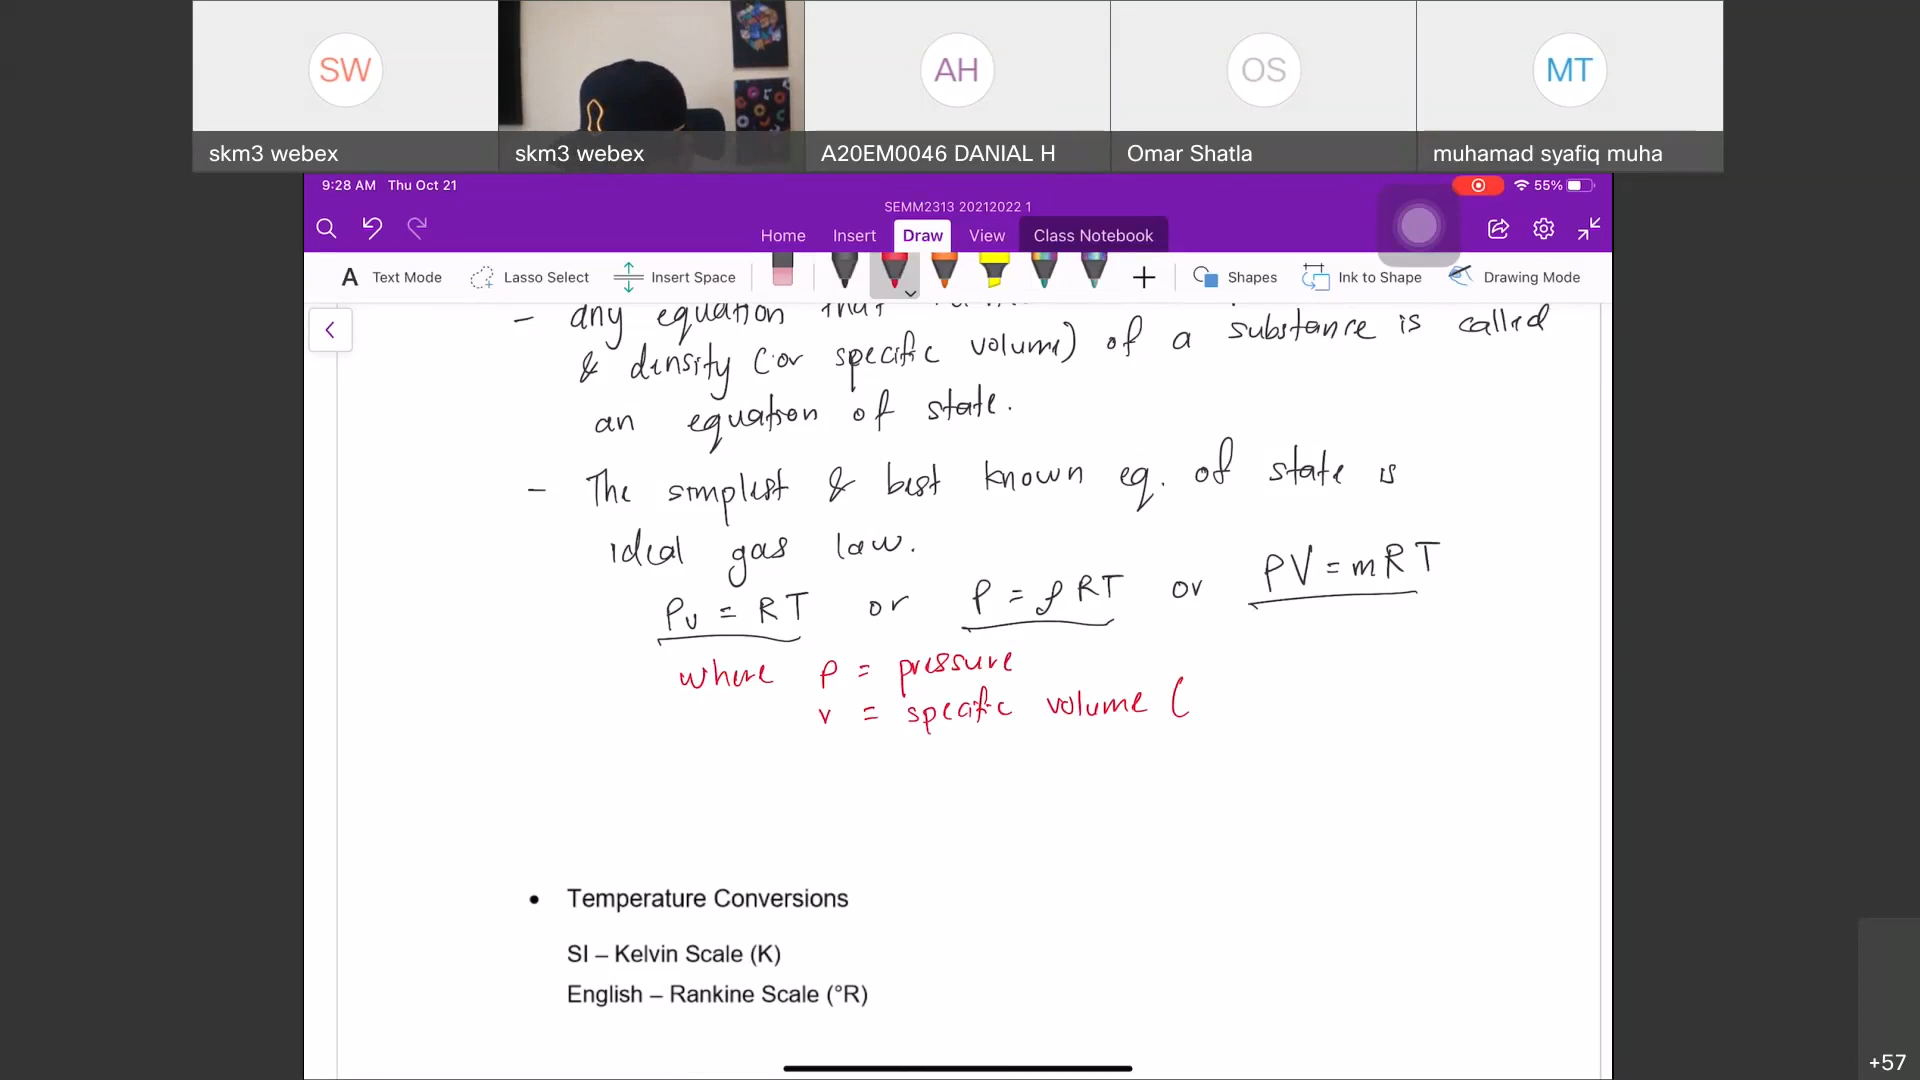 SW
AH
OS
MT
skm3 webex
skm3 webex
A20EM0046 DANIAL H
Omar Shatla
muhamad syafiq muha
9:28 AM Thu Oct 21
55%
SEMM2313 20212022 1
Home Insert Draw View Class Notebook
A Text Mode Lasso Select Insert Space Shapes Ink to Shape Drawing Mode
- any equation that
& density (or specific volume) of a substance is called
an equation of state.
- The simplest & best known eq. of state is
ideal gas law.
Pv = RT or P = ρRT or PV = mRT
where P = pressure
v = specific volume (
• Temperature Conversions
SI – Kelvin Scale (K)
English – Rankine Scale (°R)
+57